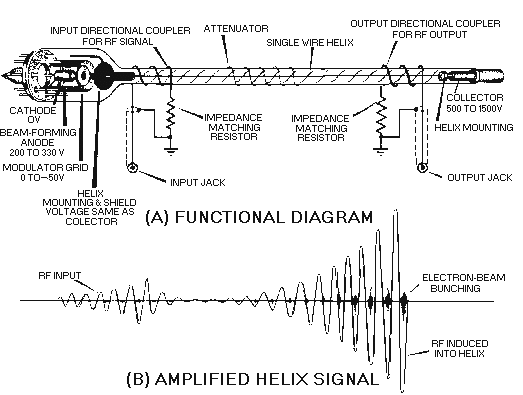 INPUT DIRECTIONAL COUPLER
FOR RF SIGNAL
ATTENUATOR
SINGLE WIRE HELIX
OUTPUT DIRECTIONAL COUPLER
FOR RF OUTPUT
CATHODE
OV
BEAM-FORMING
ANODE
200 TO 330 V
MODULATOR GRID
0 TO-50V
HELIX
MOUNTING & SHIELD
VOLTAGE SAME AS
COLECTOR
IMPEDANCE
MATCHING
RESISTOR
INPUT JACK
IMPEDANCE
MATCHING
RESISTOR
COLLECTOR
500 TO 1500V
HELIX MOUNTING
OUTPUT JACK
(A) FUNCTIONAL DIAGRAM
RF INPUT
ELECTRON-BEAM
BUNCHING
RF INDUCED
INTO HELIX
(B) AMPLIFIED HELIX SIGNAL